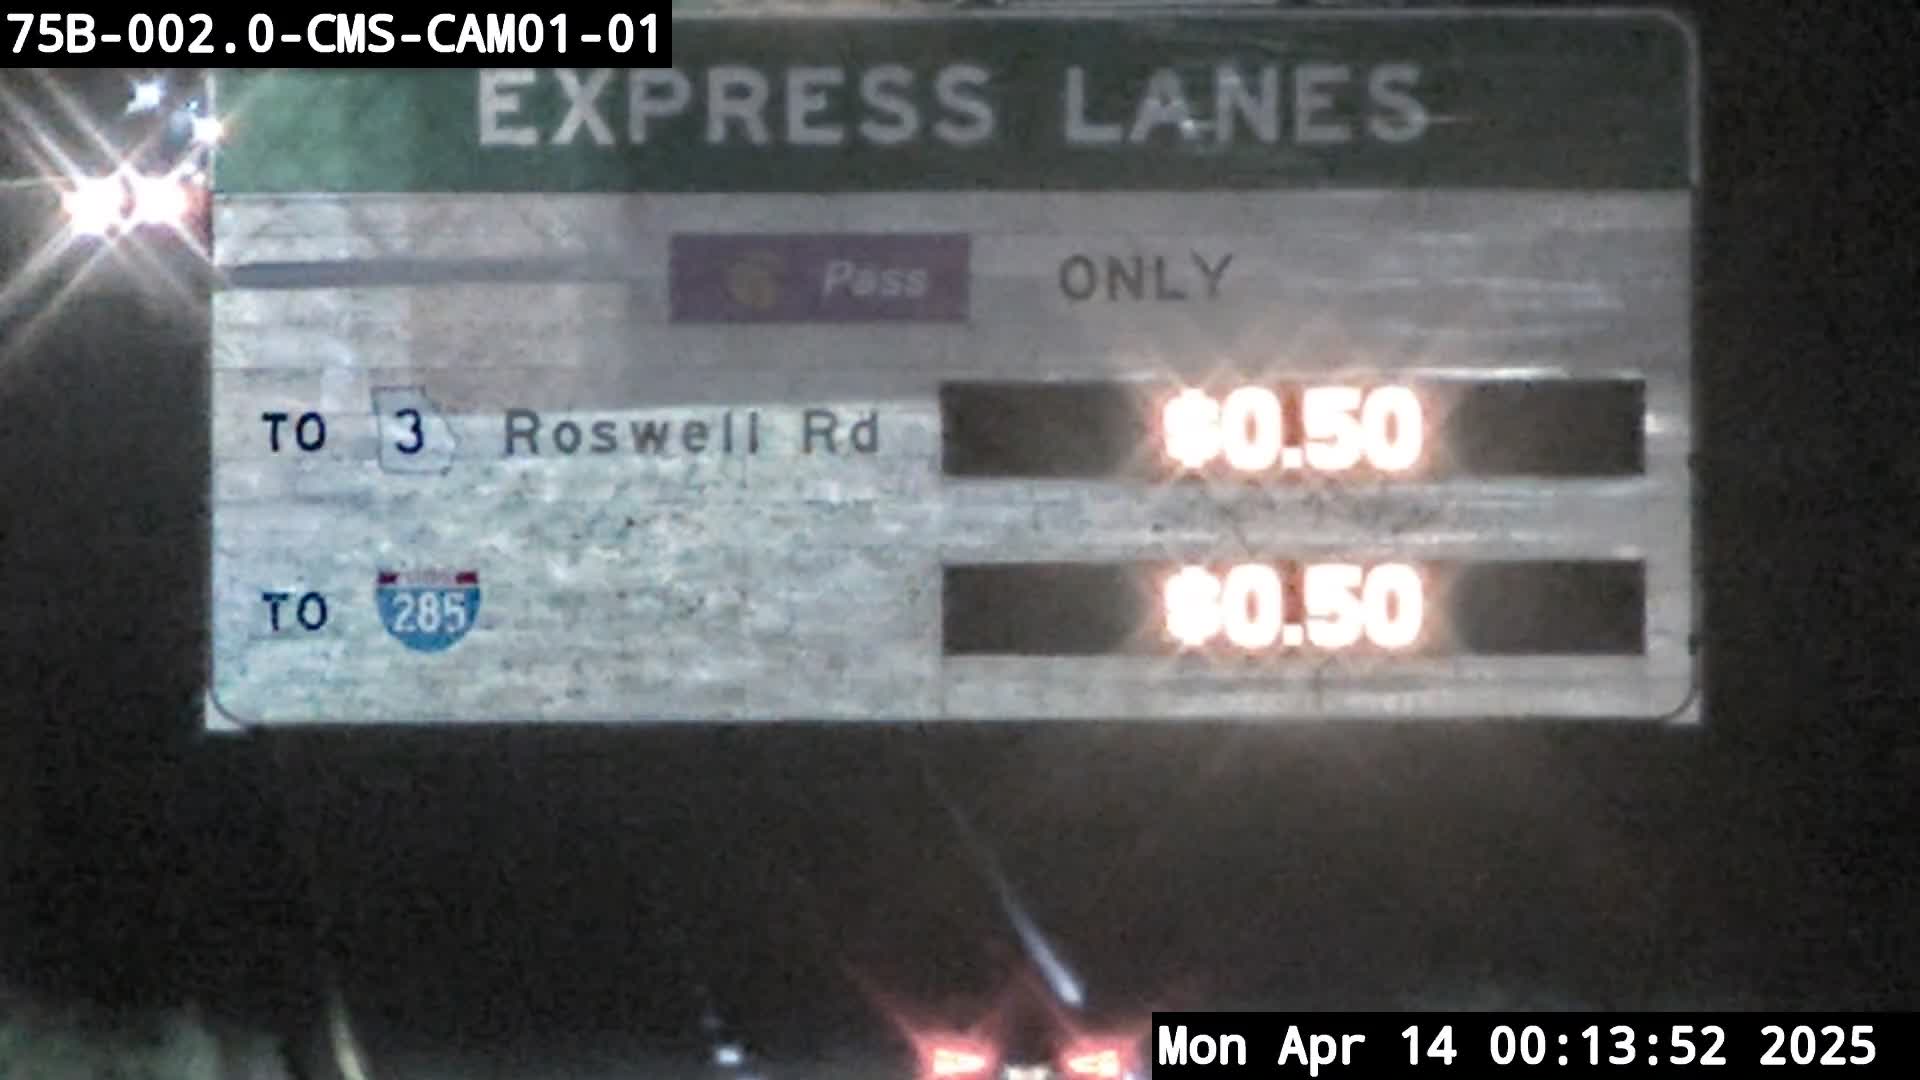 75B-002.0-CMS-CAM01-01
EXPRESS LANES
Pass ONLY
TO 3 Roswell Rd $0.50
TO 285 $0.50
Mon Apr 14 00:13:52 2025